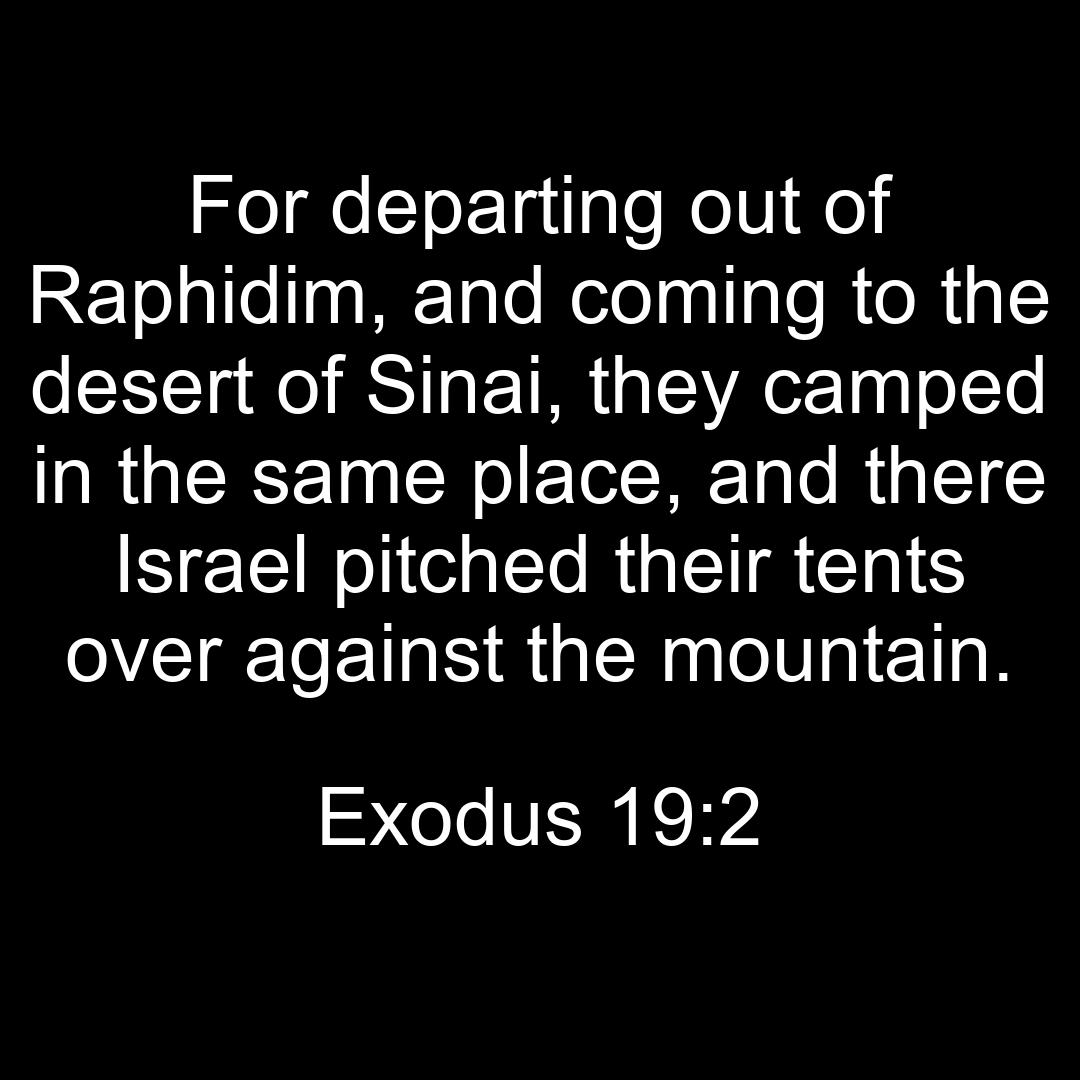 For departing out of
Raphidim, and coming to the
desert of Sinai, they camped
in the same place, and there
Israel pitched their tents
over against the mountain.
Exodus 19:2